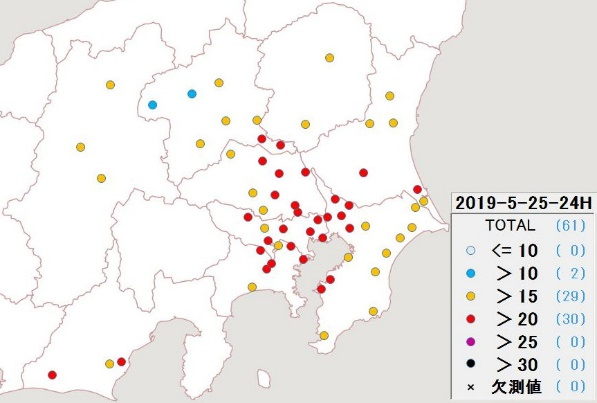 2019-5-25-24H
TOTAL (61)
<= 10 ( 0)
＞ 10 ( 2)
＞ 15 (29)
＞ 20 (30)
＞ 25 ( 0)
＞ 30 ( 0)
× 欠測値 ( 0)